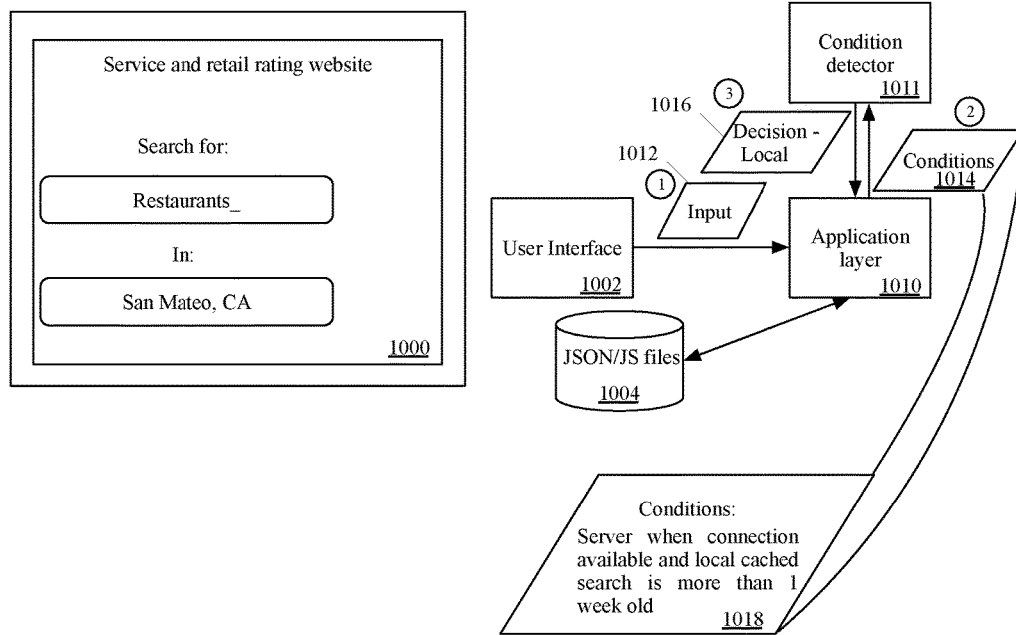 Service and retail rating website
Search for:
Restaurants_
In:
San Mateo, CA
1000
Condition
detector
1011
3
1016
Decision -
Local
2
Conditions
1014
1012
1
Input
User Interface
1002
Application
layer
1010
JSON/JS files
1004
Conditions:
Server when connection
available and local cached
search is more than 1
week old
1018